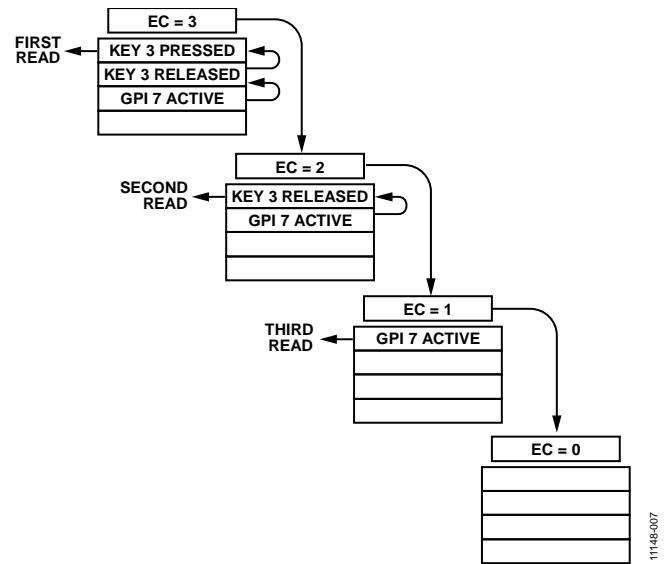 EC = 3
FIRST
READ
KEY 3 PRESSED
KEY 3 RELEASED
GPI 7 ACTIVE
EC = 2
SECOND
READ
KEY 3 RELEASED
GPI 7 ACTIVE
EC = 1
THIRD
READ
GPI 7 ACTIVE
EC = 0
11148-007